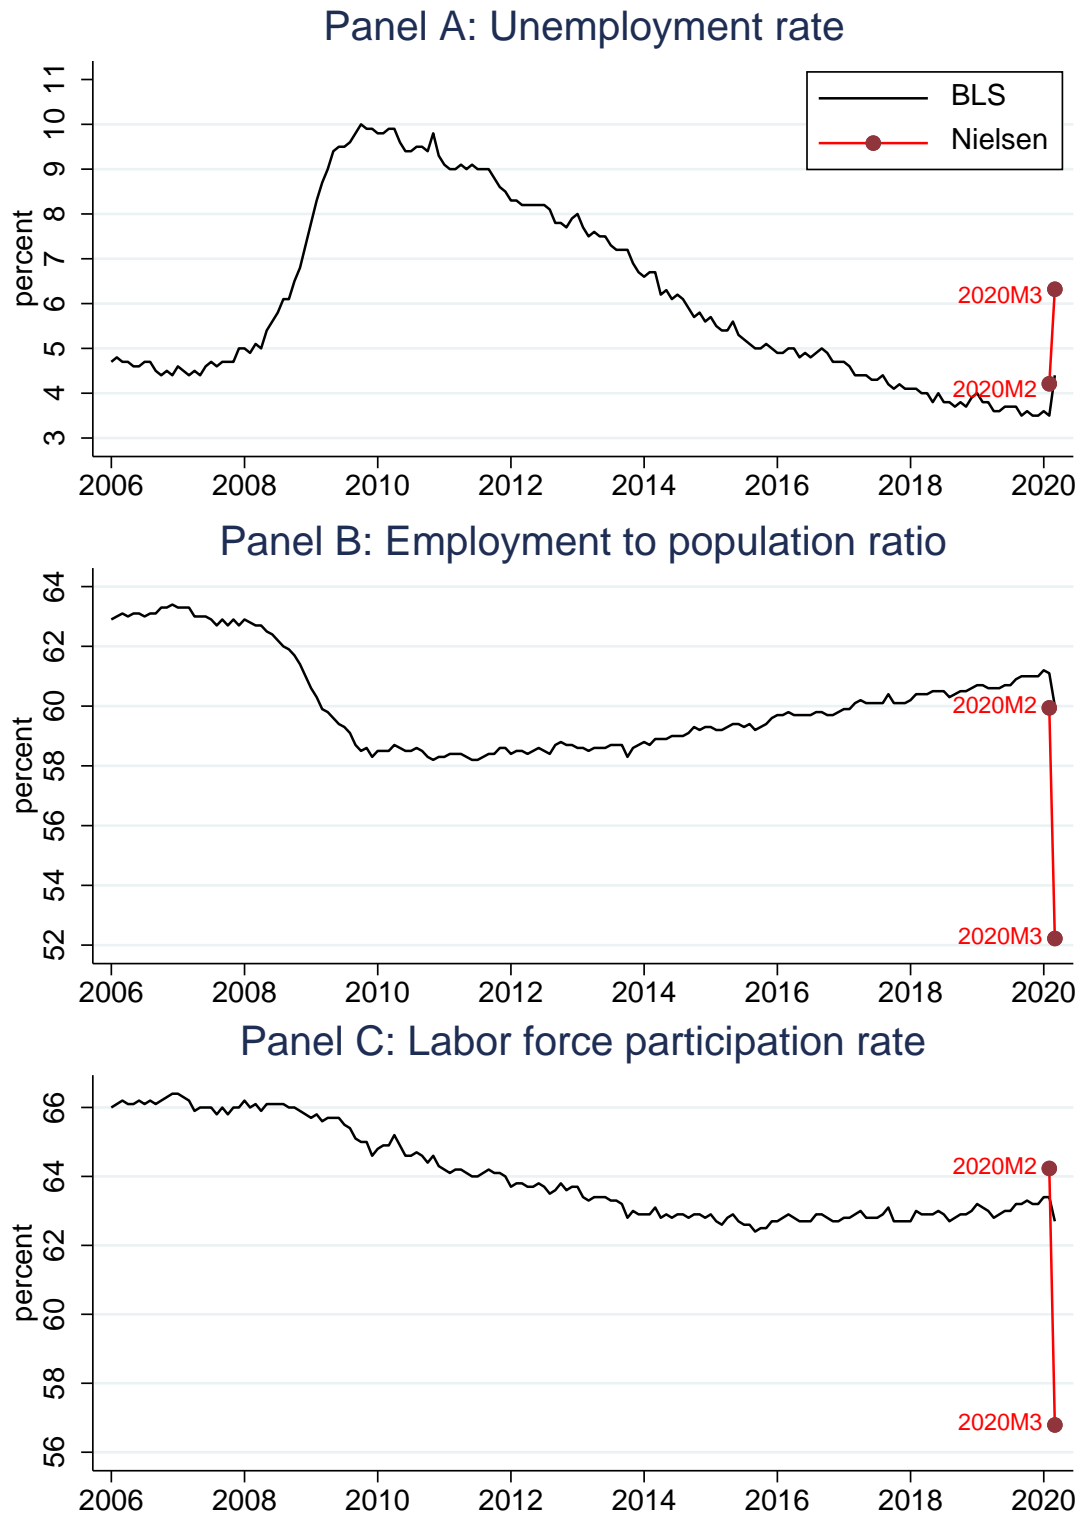 Panel A: Unemployment rate
percent
11
10
9
8
7
6
5
4
3
BLS
Nielsen
2020M3
2020M2
2006 2008 2010 2012 2014 2016 2018 2020
Panel B: Employment to population ratio
percent
64
62
60
58
56
54
52
2020M2
2020M3
2006 2008 2010 2012 2014 2016 2018 2020
Panel C: Labor force participation rate
percent
66
64
62
60
58
56
2020M2
2020M3
2006 2008 2010 2012 2014 2016 2018 2020